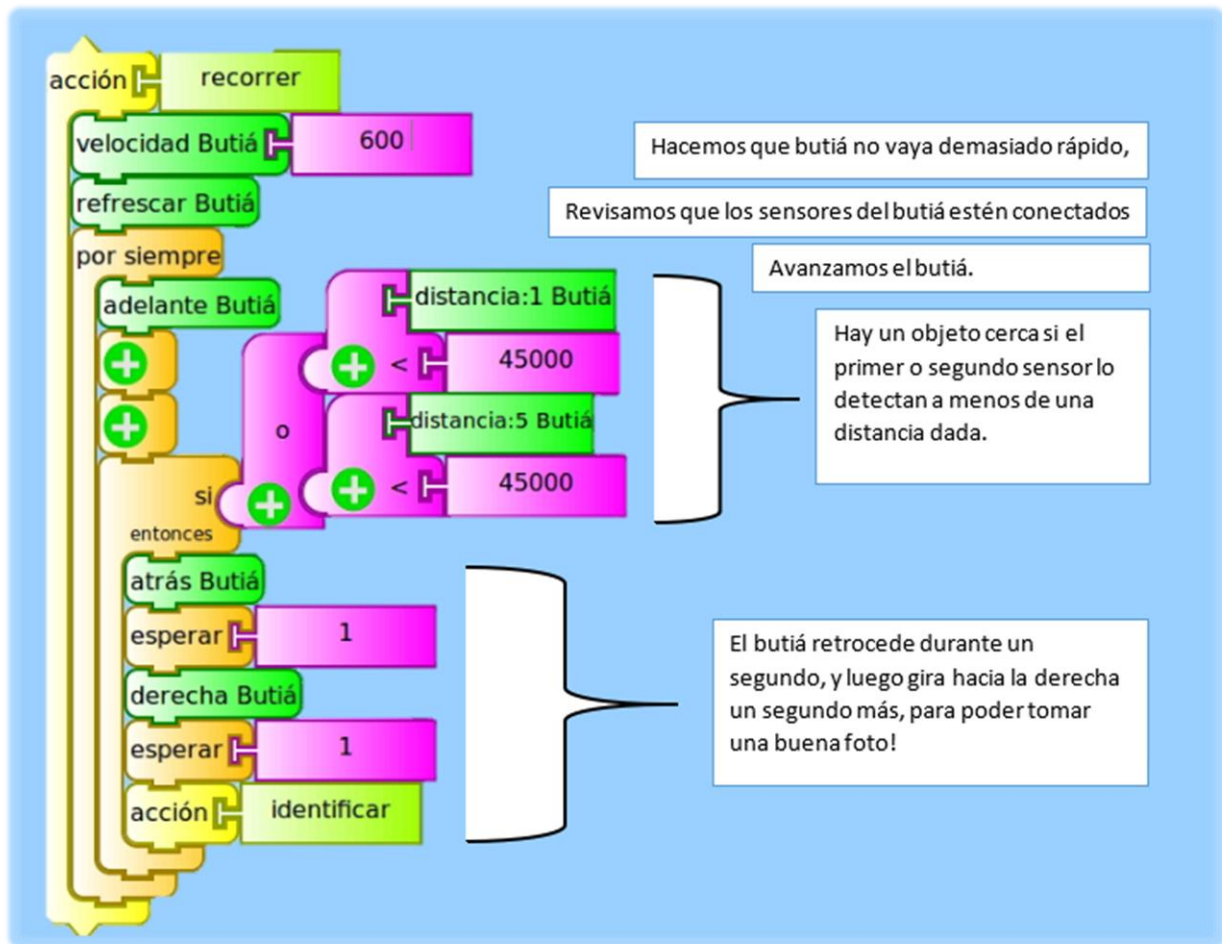 acción recorrer
velocidad Butiá 600
refrescar Butiá
por siempre
adelante Butiá
distancia:1 Butiá
< 45000
o
distancia:5 Butiá
< 45000
si
entonces
atrás Butiá
esperar 1
derecha Butiá
esperar 1
acción identificar
Hacemos que butiá no vaya demasiado rápido,
Revisamos que los sensores del butiá estén conectados
Avanzamos el butiá.
Hay un objeto cerca si el
primer o segundo sensor lo
detectan a menos de una
distancia dada.
El butiá retrocede durante un
segundo, y luego gira hacia la derecha
un segundo más, para poder tomar
una buena foto!